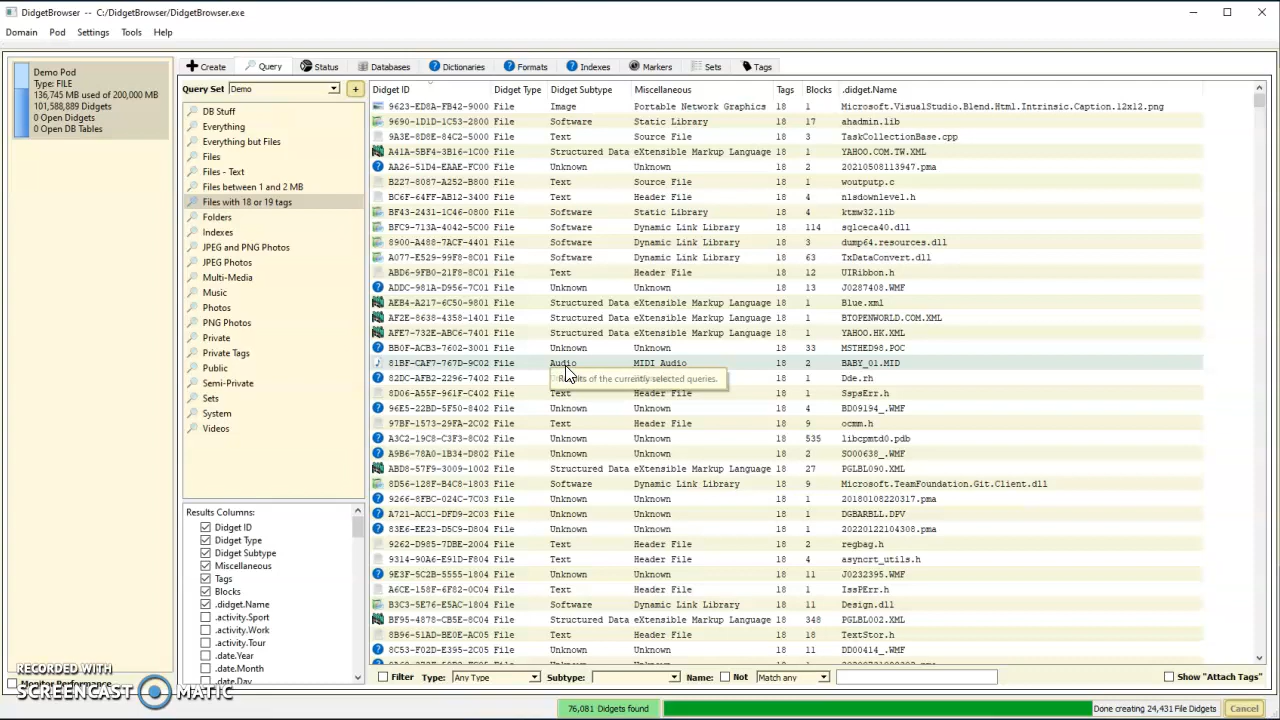 DidgetBrowser -- C:/DidgetBrowser/DidgetBrowser.exe
Domain Pod Settings Tools Help
Demo Pod
Type: FILE
136,745 MB used of 200,000 MB
101,588,889 Didgets
0 Open Didgets
0 Open DB Tables
Create Query Status Databases Dictionaries Formats Indexes Markers Sets Tags
Query Set Demo +
DB Stuff
Everything
Everything but Files
Files
Files - Text
Files between 1 and 2 MB
Files with 18 or 19 tags
Folders
Indexes
JPEG and PNG Photos
JPEG Photos
Multi-Media
Music
Photos
PNG Photos
Private
Private Tags
Public
Semi-Private
Sets
System
Videos
Results Columns:
Didget ID
Didget Type
Didget Subtype
Miscellaneous
Tags
Blocks
.didget.Name
.activity.Sport
.activity.Work
.activity.Tour
.date.Year
.date.Month
.date.Day
Didget ID Didget Type Didget Subtype Miscellaneous Tags Blocks .didget.Name
9623-ED8A-FB42-9000 File Image Portable Network Graphics 18 1 Microsoft.VisualStudio.Blend.Html.Intrinsic.Caption.12x12.png
9690-1D1D-1C53-2800 File Software Static Library 18 17 ahadmin.lib
9A3E-8D8E-84C2-5000 File Text Source File 18 3 TaskCollectionBase.cpp
A41A-5BF4-3B16-1C00 File Structured Data eXtensible Markup Language 18 1 YAHOO.COM.TW.XML
AA26-51D4-EAAE-FC00 File Unknown Unknown 18 2 20210508113947.pma
B227-8087-A252-B800 File Text Source File 18 1 woutputp.c
BC6F-64FF-AB12-3400 File Text Header File 18 4 nlsdownlevel.h
BF43-2431-1C46-0800 File Software Static Library 18 4 ktmw32.lib
BFC9-713A-4042-5C00 File Software Dynamic Link Library 18 114 sqlceca40.dll
8900-A488-7ACF-4401 File Software Dynamic Link Library 18 3 dump64.resources.dll
A077-E529-99F8-8C01 File Software Dynamic Link Library 18 63 TxDataConvert.dll
ABD6-9FB0-21F8-8C01 File Text Header File 18 12 UIRibbon.h
ADDC-981A-D956-7C01 File Unknown Unknown 18 13 J0287408.WMF
AEB4-A217-6C50-9801 File Structured Data eXtensible Markup Language 18 1 Blue.xml
AF2E-8638-4358-1401 File Structured Data eXtensible Markup Language 18 1 BTOPENWORLD.COM.XML
AFE7-732E-ABC6-7401 File Structured Data eXtensible Markup Language 18 1 YAHOO.HK.XML
BB0F-ACB3-7602-3001 File Unknown Unknown 18 33 MSTHED98.POC
81BF-CAF7-767D-9C02 File Audio MIDI Audio 18 2 BABY_01.MID
82DC-AFB2-2296-7402 File of the currently selected queries. 18 1 Dde.rh
8D06-A55F-961F-C402 File Text Header File 18 1 SspsErr.h
96E5-22BD-5F50-8402 File Unknown Unknown 18 4 BD09194_.WMF
97BF-1573-29FA-2C02 File Text Header File 18 9 ocmm.h
A3C2-19C8-C3F3-8C02 File Unknown Unknown 18 535 libcpmtd0.pdb
A9B6-78A0-1B34-D802 File Unknown Unknown 18 2 SO00638_.WMF
ABD8-57F9-3009-1002 File Structured Data eXtensible Markup Language 18 27 PGLBL090.XML
8D56-128F-B4C8-1803 File Software Dynamic Link Library 18 9 Microsoft.TeamFoundation.Git.Client.dll
9266-8FBC-024C-7C03 File Unknown Unknown 18 1 20180108220317.pma
A721-ACC1-DF29-0C03 File Unknown Unknown 18 1 DGBARBLL.DPV
83E6-EE23-D5C9-D804 File Unknown Unknown 18 1 20220122104308.pma
9262-D985-7DBE-2004 File Text Header File 18 2 regbag.h
9314-90A6-E91D-F804 File Text Header File 18 4 asyncrt_utils.h
9E3F-5C2B-5555-1804 File Unknown Unknown 18 11 J0232395.WMF
A6CE-158F-6F82-0C04 File Text Header File 18 1 IssPErr.h
B3C3-5E76-E5AC-1804 File Software Dynamic Link Library 18 11 Design.dll
BF95-4878-CB5E-8C04 File Structured Data eXtensible Markup Language 18 348 PGLBL002.XML
8B96-51AD-BE0E-AC05 File Text Header File 18 18 TextStor.h
8C53-F02D-E395-2C05 File Unknown Unknown 18 11 DD00414_.WMF
Filter Type: Any Type Subtype: Name: Not Match any Show "Attach Tags"
Monitor Performance
RECORDED WITH
SCREENCAST MATIC
76,081 Didgets found Done creating 24,431 File Didgets Cancel